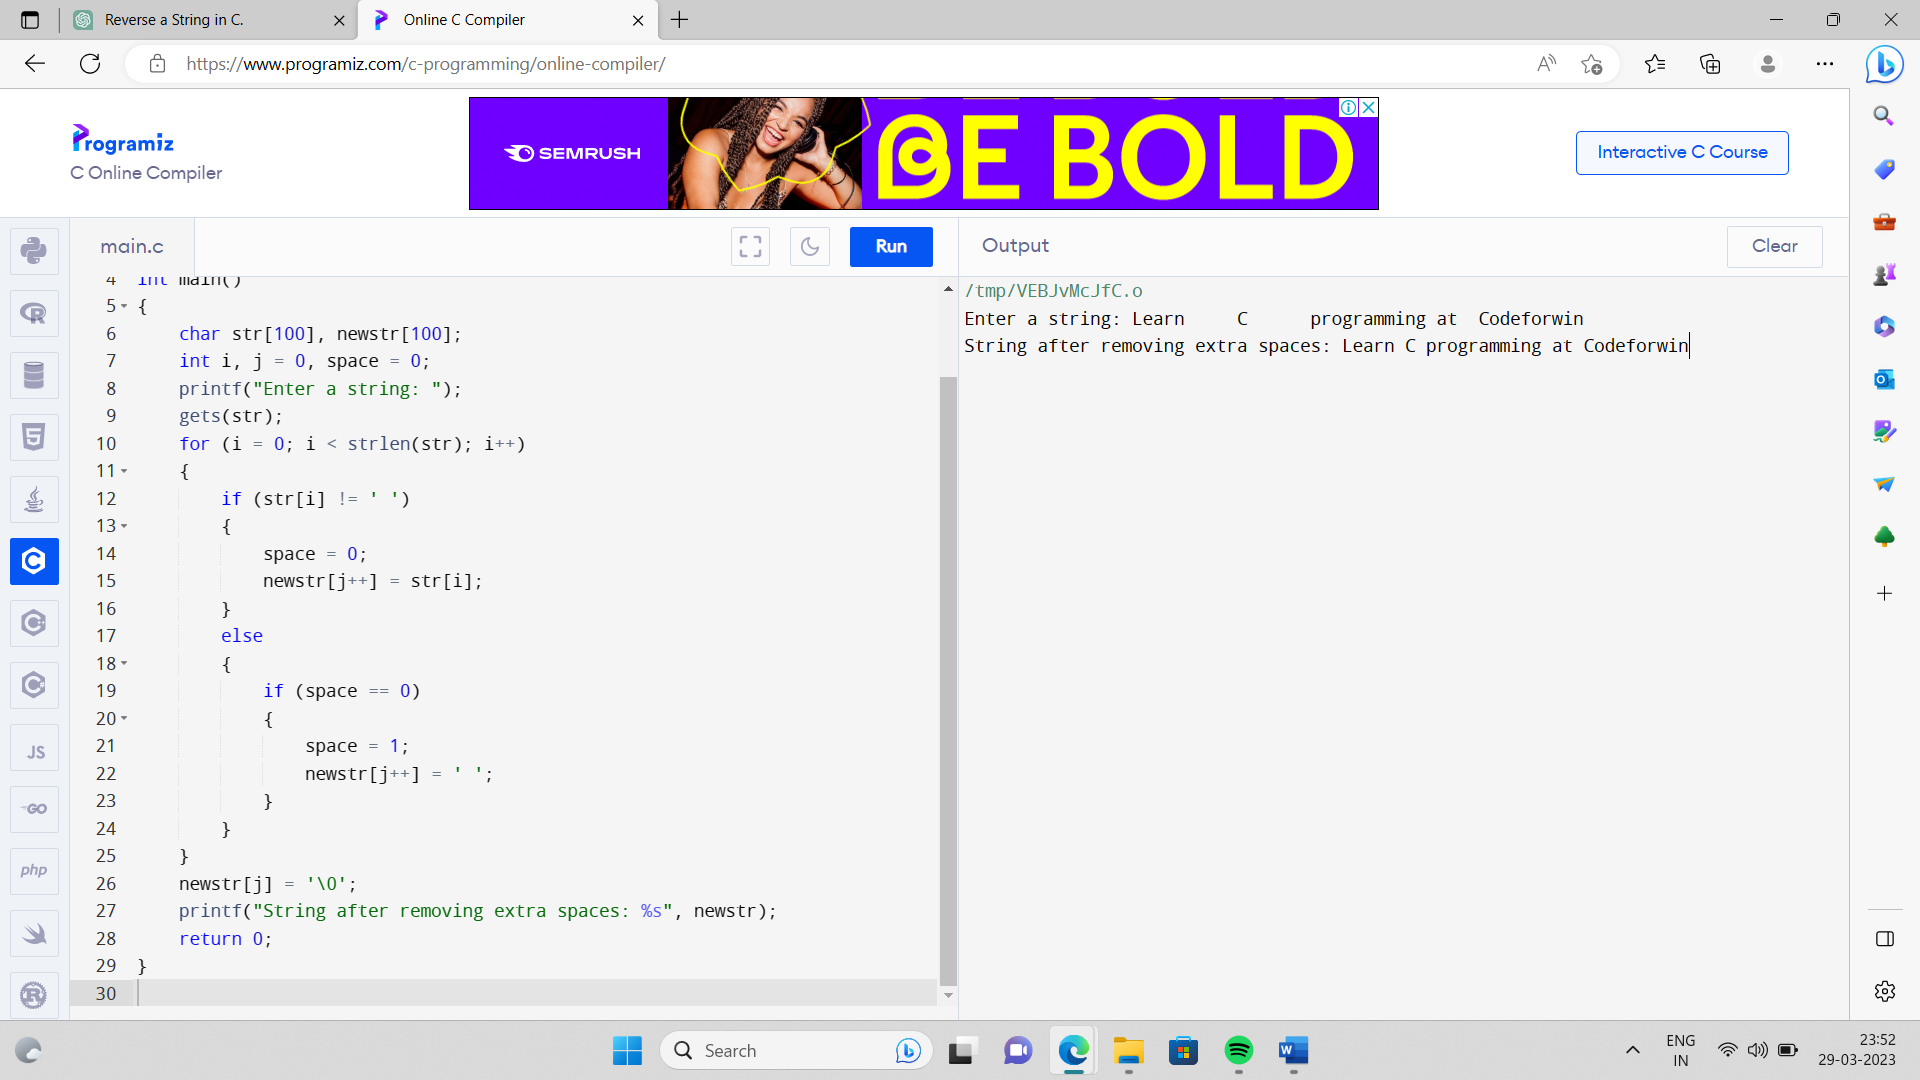 Reverse a String in C.
Online C Compiler
https://www.programiz.com/c-programming/online-compiler/
Programiz
C Online Compiler
SEMRUSH
BE BOLD
Interactive C Course
main.c
Run
Output
Clear
4 int main()
5 {
6 char str[100], newstr[100];
7 int i, j = 0, space = 0;
8 printf("Enter a string: ");
9 gets(str);
10 for (i = 0; i < strlen(str); i++)
11 {
12 if (str[i] != ' ')
13 {
14 space = 0;
15 newstr[j++] = str[i];
16 }
17 else
18 {
19 if (space == 0)
20 {
21 space = 1;
22 newstr[j++] = ' ';
23 }
24 }
25 }
26 newstr[j] = '\0';
27 printf("String after removing extra spaces: %s", newstr);
28 return 0;
29 }
30
/tmp/VEBJvMcJfC.o
Enter a string: Learn     C      programming at  Codeforwin
String after removing extra spaces: Learn C programming at Codeforwin
JS
GO
php
Search
ENG
IN
23:52
29-03-2023